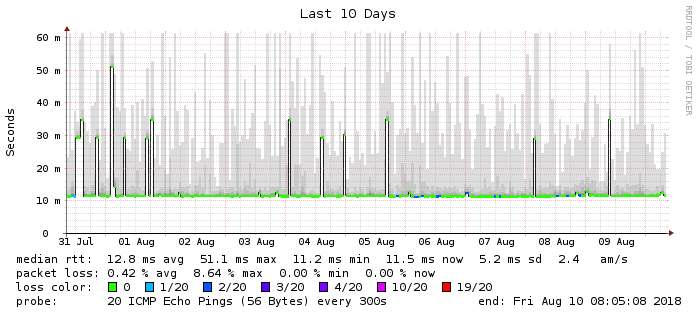 Last 10 Days
RRDTOOL / TOBI OETIKER
Seconds
60 m
50 m
40 m
30 m
20 m
10 m
0
31 Jul 01 Aug 02 Aug 03 Aug 04 Aug 05 Aug 06 Aug 07 Aug 08 Aug 09 Aug
median rtt: 12.8 ms avg 51.1 ms max 11.2 ms min 11.5 ms now 5.2 ms sd 2.4 am/s
packet loss: 0.42 % avg 8.64 % max 0.00 % min 0.00 % now
loss color: 0 1/20 2/20 3/20 4/20 10/20 19/20
probe: 20 ICMP Echo Pings (56 Bytes) every 300s end: Fri Aug 10 08:05:08 2018